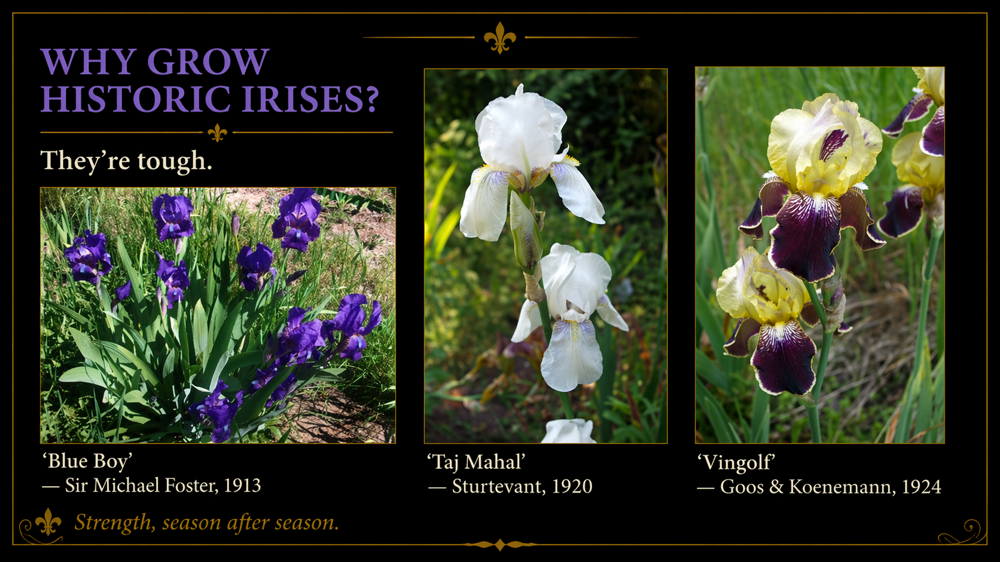 WHY GROW
HISTORIC IRISES?
They’re tough.
‘Blue Boy’
— Sir Michael Foster, 1913
‘Taj Mahal’
— Sturtevant, 1920
‘Vingolf’
— Goos & Koenemann, 1924
Strength, season after season.